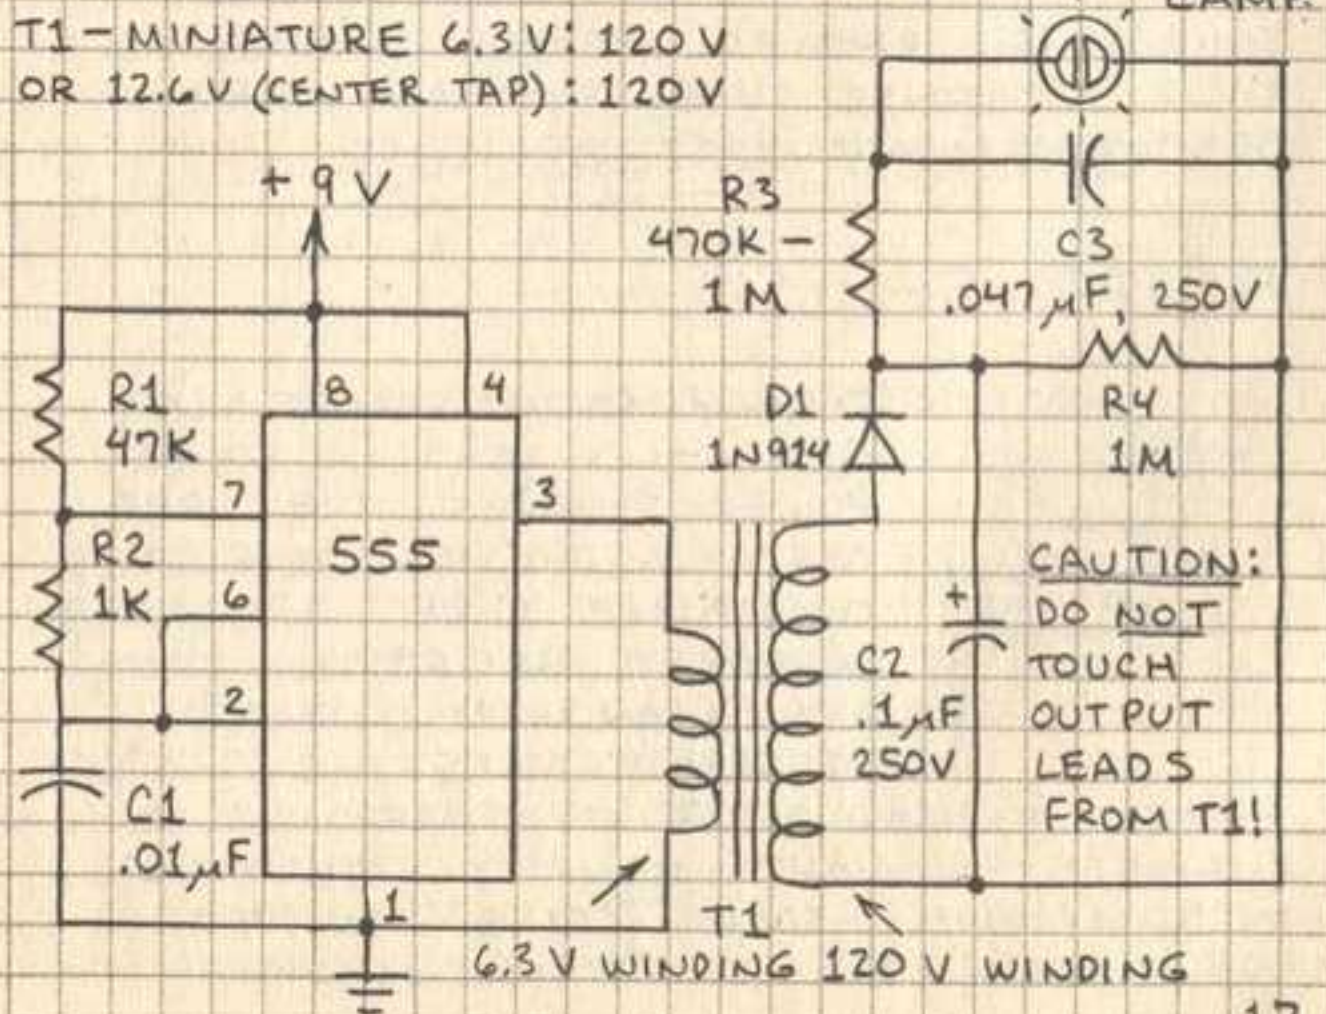 LAMP.
T1 - MINIATURE 6.3V: 120V
OR 12.6V (CENTER TAP): 120V
+9V
R3
470K -
1M
C3
.047µF, 250V
R1
47K
8
4
D1
1N914
R4
1M
7
3
R2
1K
555
6
2
+
C2
.1µF
250V
CAUTION:
DO NOT
TOUCH
OUTPUT
LEADS
FROM T1!
C1
.01µF
1
T1
6.3V WINDING
120V WINDING